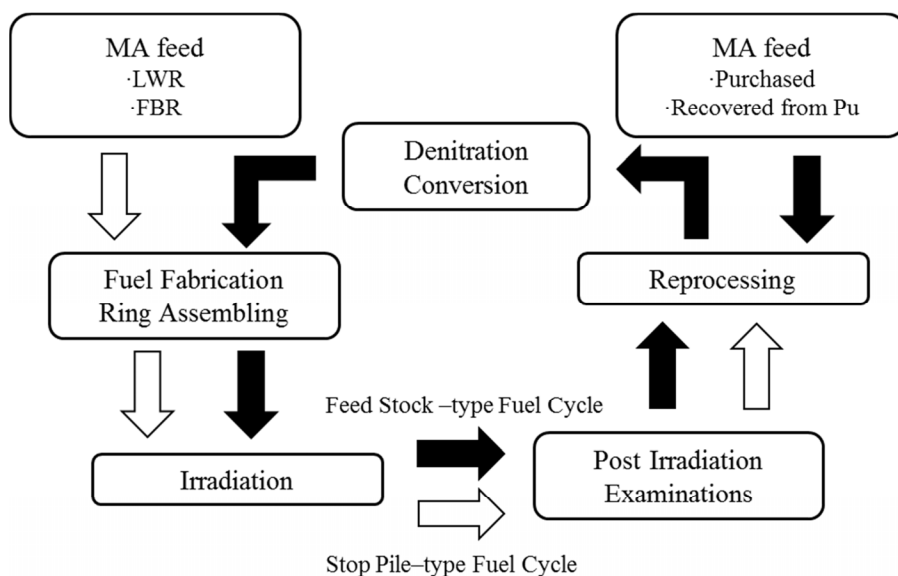 MA feed
·LWR
·FBR
MA feed
·Purchased
·Recovered from Pu
Denitration
Conversion
Fuel Fabrication
Ring Assembling
Reprocessing
Feed Stock –type Fuel Cycle
Irradiation
Post Irradiation
Examinations
Stop Pile–type Fuel Cycle